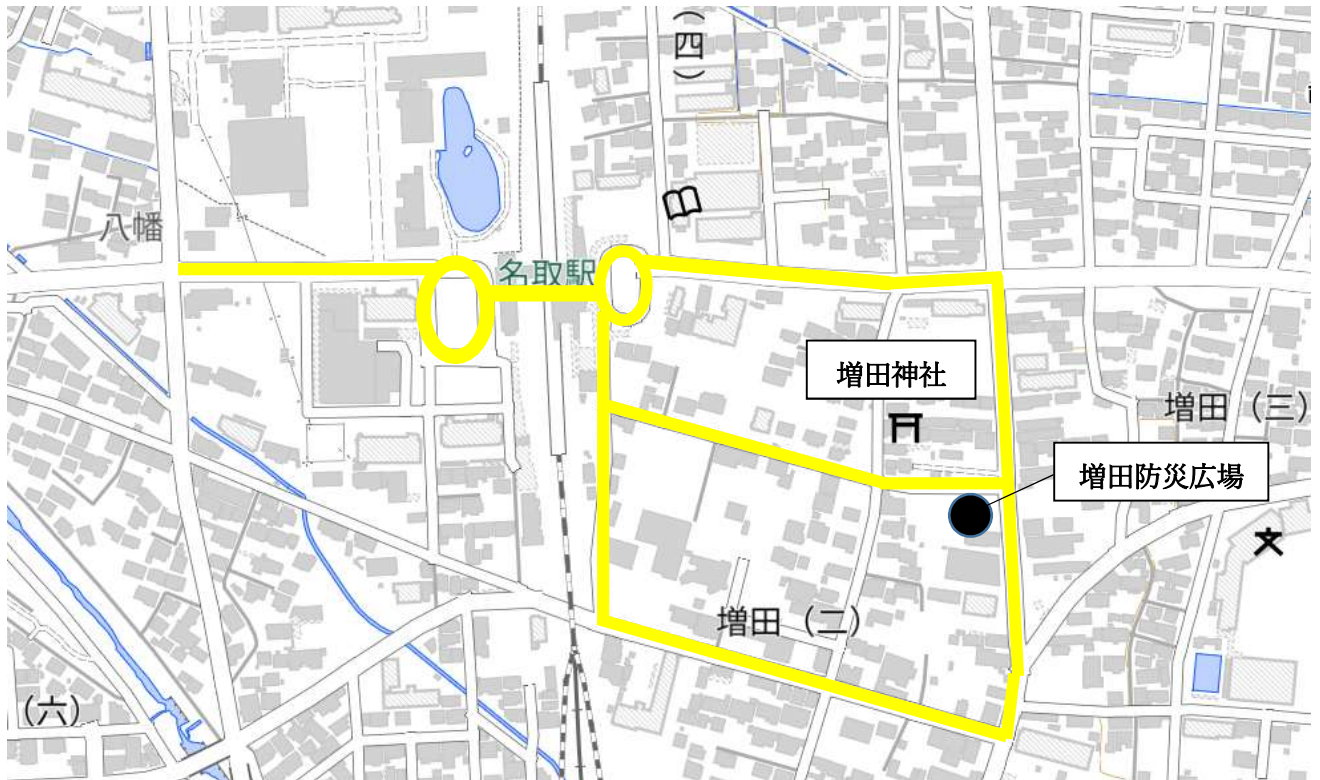 （四）
八幡
名取駅
増田神社
増田（三）
増田防災広場
増田（二）
（六）